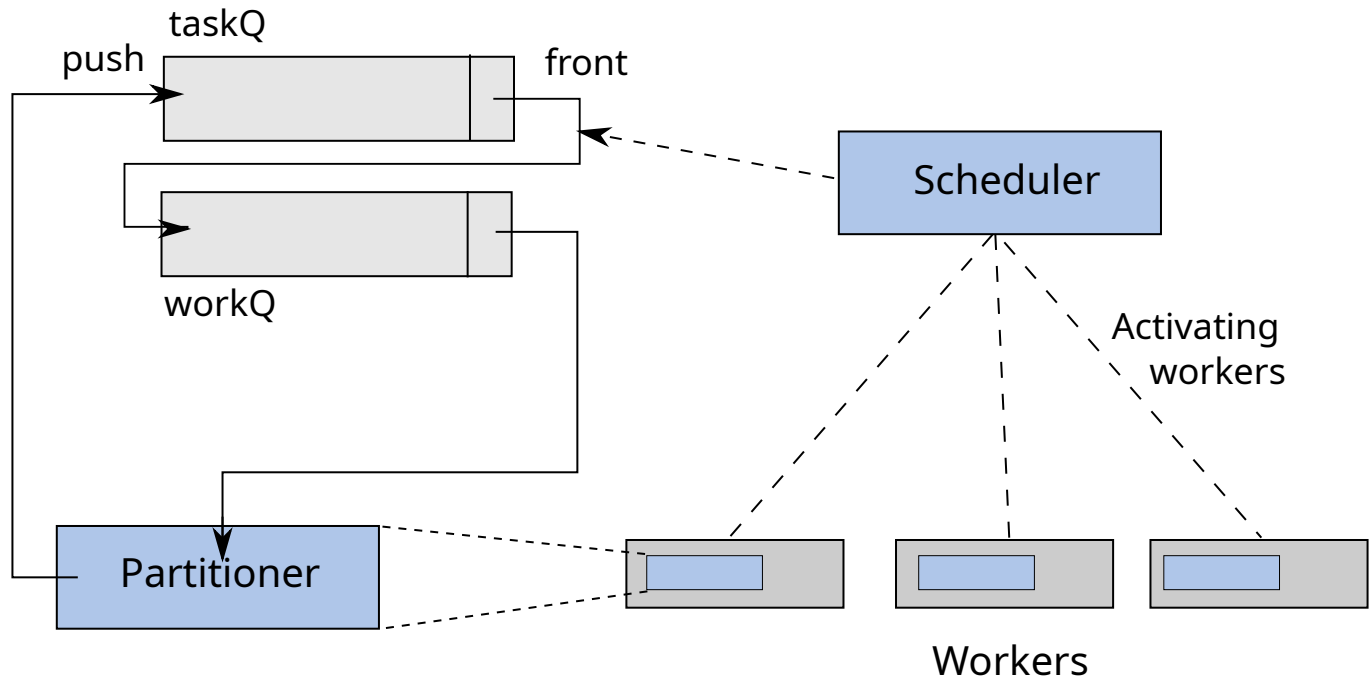 taskQ
push
front
Scheduler
workQ
Activating
workers
Partitioner
Workers